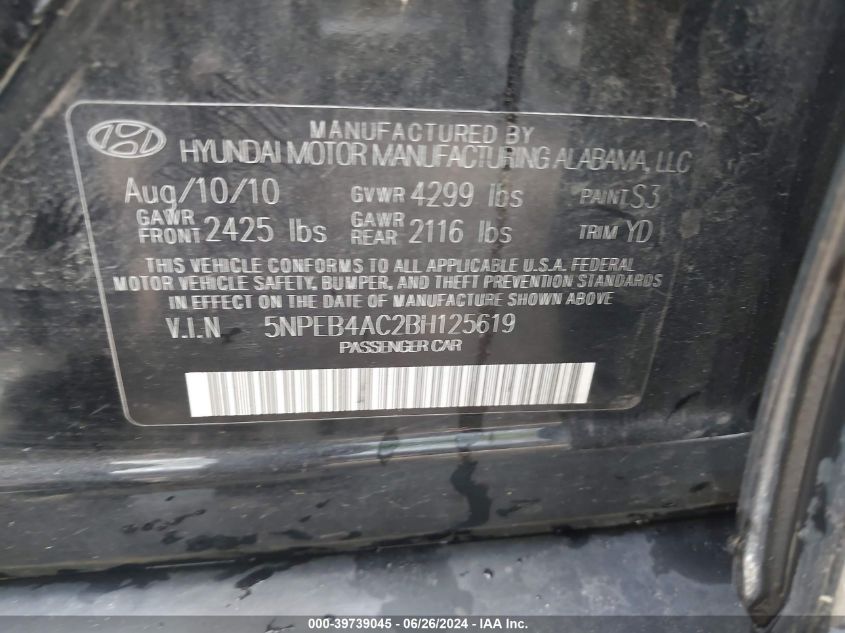 MANUFACTURED BY
HYUNDAI MOTOR MANUFACTURING ALABAMA, LLC
Aug/10/10 GVWR 4299 lbs PAINT S3
GAWR FRONT 2425 lbs GAWR REAR 2116 lbs TRIM YD
THIS VEHICLE CONFORMS TO ALL APPLICABLE U.S.A. FEDERAL
MOTOR VEHICLE SAFETY, BUMPER, AND THEFT PREVENTION STANDARDS
IN EFFECT ON THE DATE OF MANUFACTURE SHOWN ABOVE
V.I.N 5NPEB4AC2BH125619
PASSENGER CAR
000-39739045 - 06/26/2024 - IAA Inc.